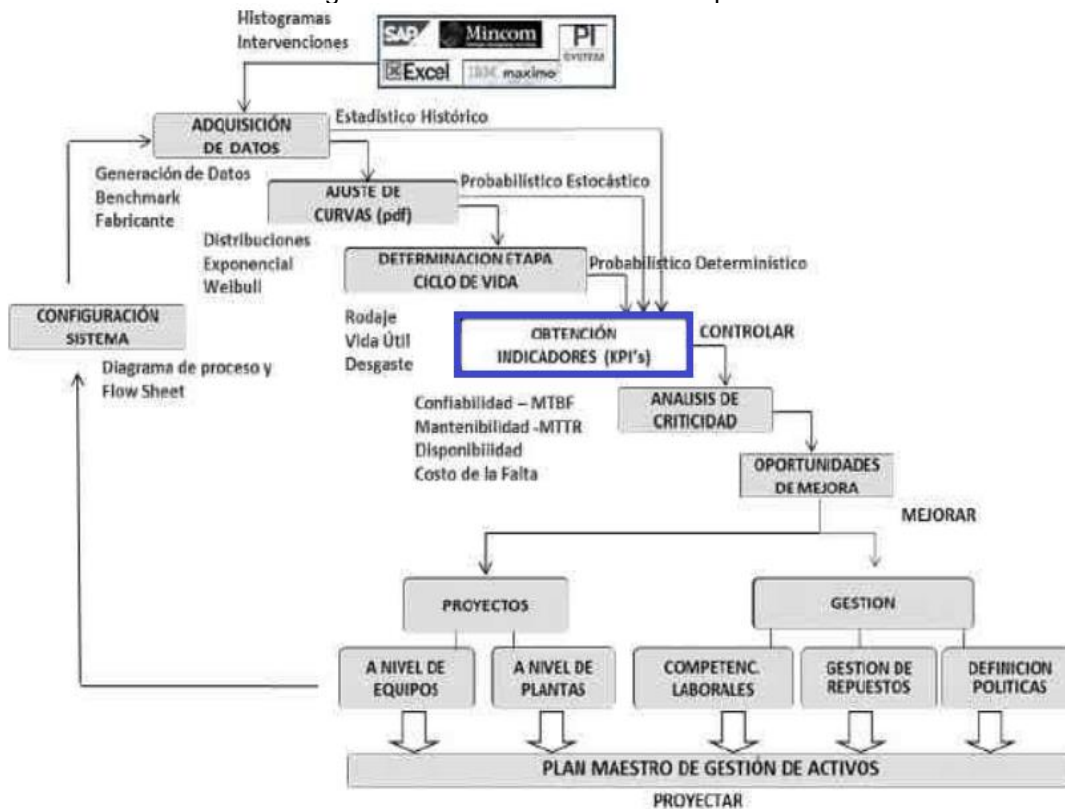 Histogramas
Intervenciones
SAP Mincom PI
SYSTEM
Excel IBM maximo
ADQUISICIÓN
DE DATOS
Estadístico Histórico
Generación de Datos
Benchmark
Fabricante
AJUSTE DE
CURVAS (pdf)
Probabilístico Estocástico
Distribuciones
Exponencial
Weibull
DETERMINACION ETAPA
CICLO DE VIDA
Probabilístico Determinístico
CONFIGURACIÓN
SISTEMA
Diagrama de proceso y
Flow Sheet
Rodaje
Vida Útil
Desgaste
OBTENCIÓN
INDICADORES (KPI's)
CONTROLAR
Confiabilidad – MTBF
Mantenibilidad -MTTR
Disponibilidad
Costo de la Falta
ANALISIS DE
CRITICIDAD
OPORTUNIDADES
DE MEJORA
MEJORAR
PROYECTOS
GESTION
A NIVEL DE
EQUIPOS
A NIVEL DE
PLANTAS
COMPETENC.
LABORALES
GESTION DE
REPUESTOS
DEFINICION
POLITICAS
PLAN MAESTRO DE GESTIÓN DE ACTIVOS
PROYECTAR